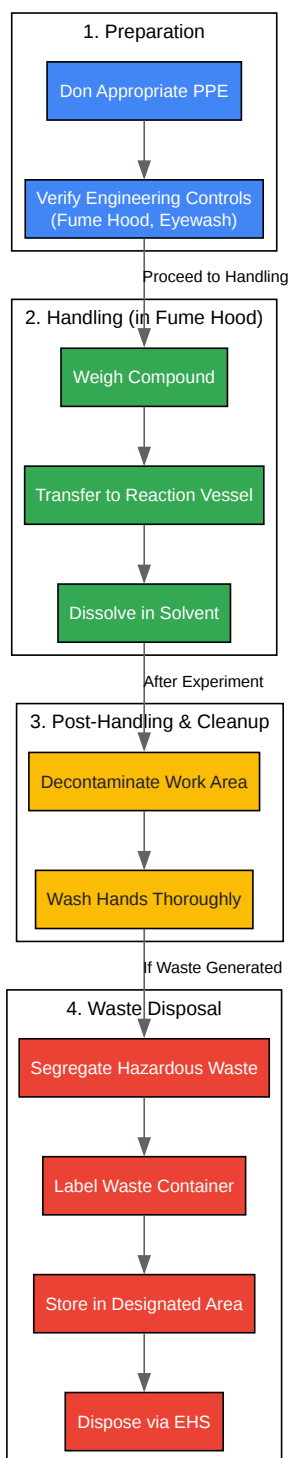 1. Preparation
Don Appropriate PPE
Verify Engineering Controls
(Fume Hood, Eyewash)
Proceed to Handling
2. Handling (in Fume Hood)
Weigh Compound
Transfer to Reaction Vessel
Dissolve in Solvent
After Experiment
3. Post-Handling & Cleanup
Decontaminate Work Area
Wash Hands Thoroughly
If Waste Generated
4. Waste Disposal
Segregate Hazardous Waste
Label Waste Container
Store in Designated Area
Dispose via EHS